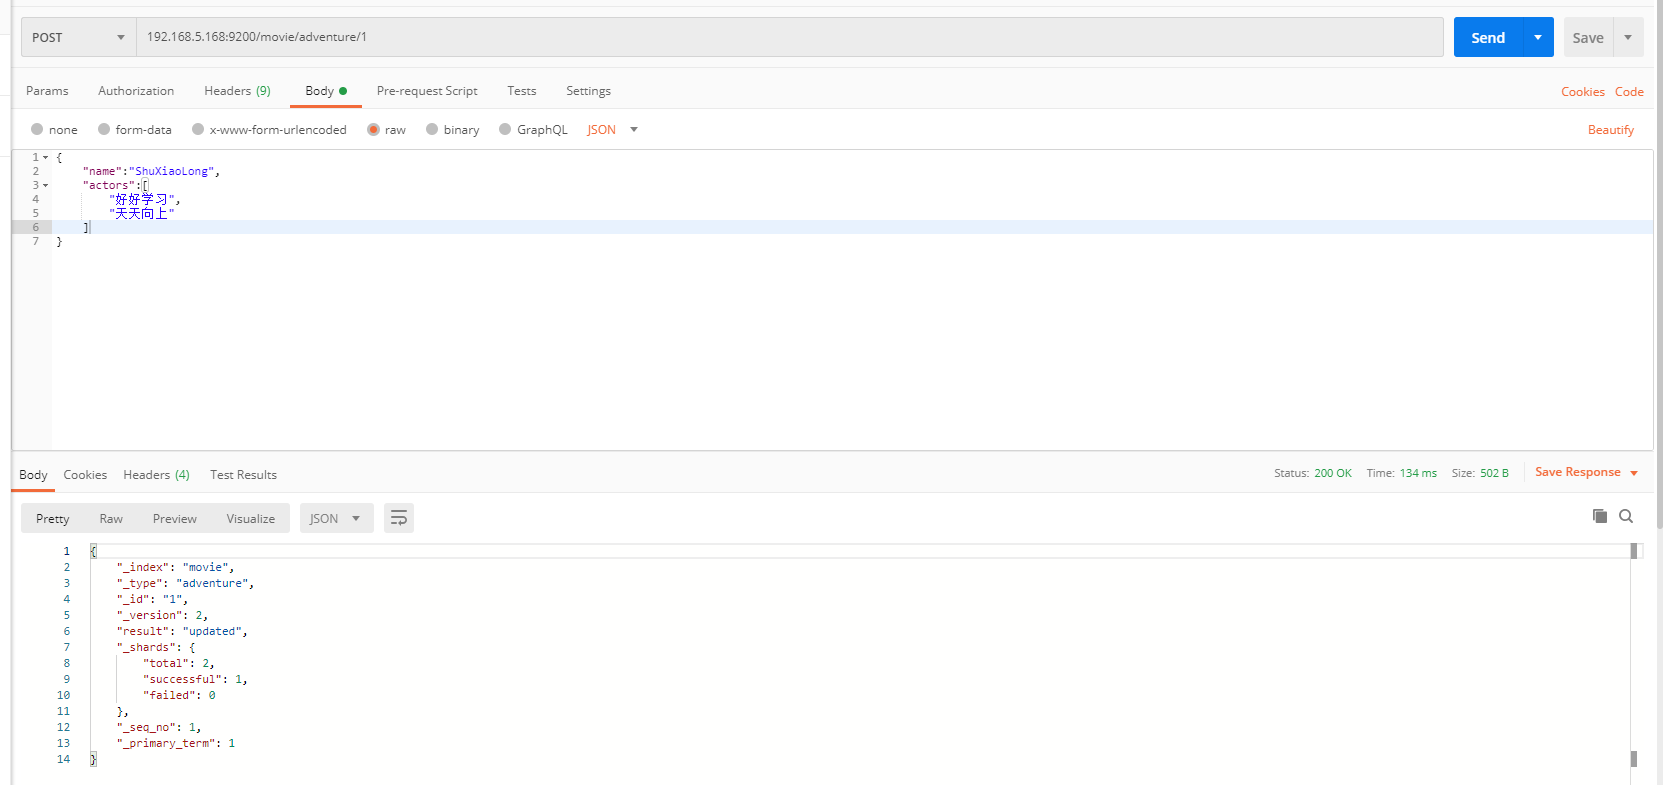 POST 192.168.5.168:9200/movie/adventure/1 Send Save
Params Authorization Headers (9) Body Pre-request Script Tests Settings Cookies Code
none form-data x-www-form-urlencoded raw binary GraphQL JSON Beautify
1 {
2 "name":"ShuXiaoLong",
3 "actors":[
4 "好好学习",
5 "天天向上"
6 ]
7 }
Body Cookies Headers (4) Test Results Status: 200 OK Time: 134 ms Size: 502 B Save Response
Pretty Raw Preview Visualize JSON
1 {
2 "_index": "movie",
3 "_type": "adventure",
4 "_id": "1",
5 "_version": 2,
6 "result": "updated",
7 "_shards": {
8 "total": 2,
9 "successful": 1,
10 "failed": 0
11 },
12 "_seq_no": 1,
13 "_primary_term": 1
14 }